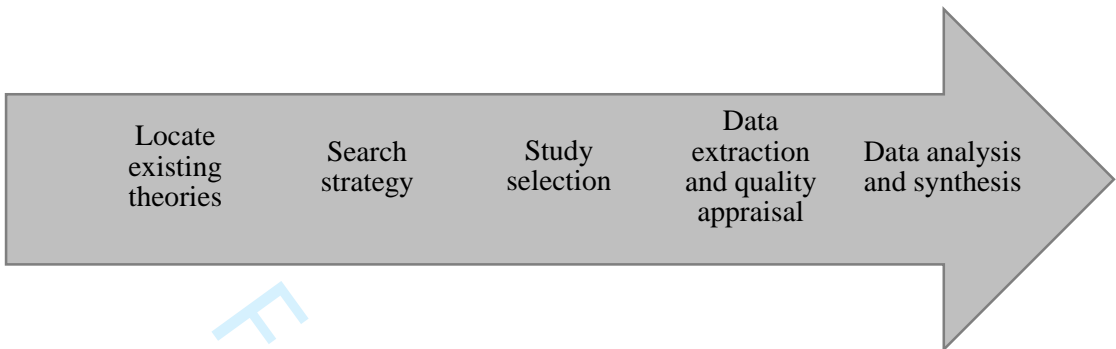 Locate
existing
theories
Search
strategy
Study
selection
Data
extraction
and quality
appraisal
Data analysis
and synthesis
F